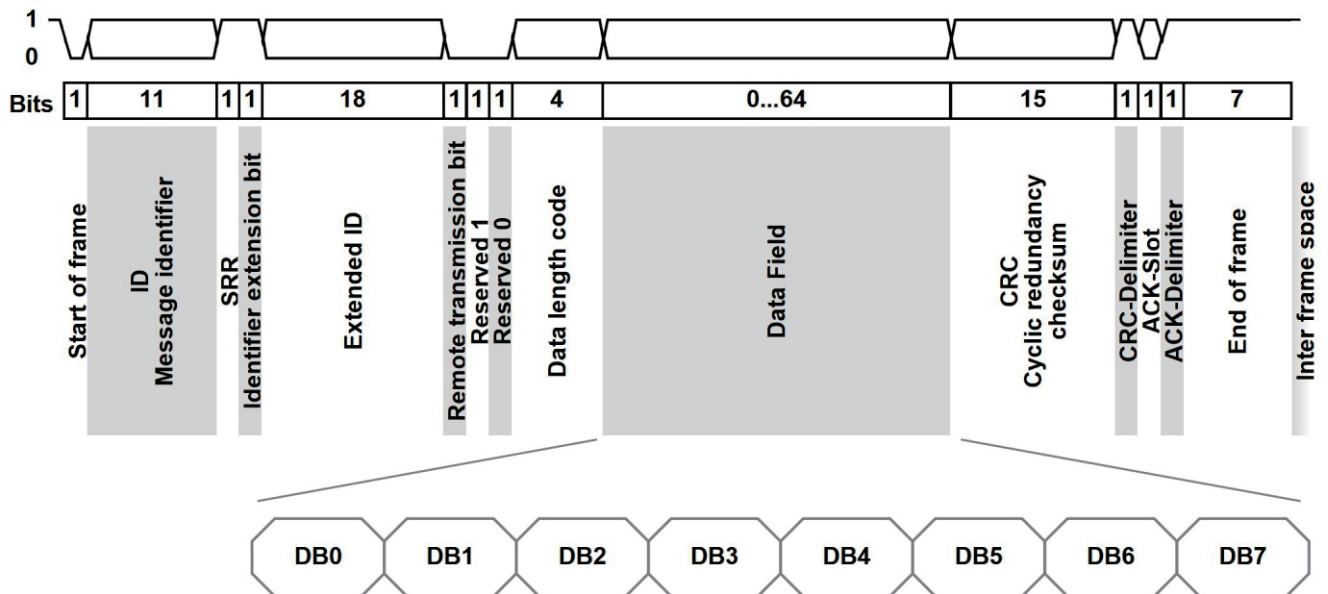 1
0
Bits 1 11 1 1 18 1 1 1 4 0...64 15 1 1 1 7
Start of frame
ID
Message identifier
SRR
Identifier extension bit
Extended ID
Remote transmission bit
Reserved 1
Reserved 0
Data length code
Data Field
CRC
Cyclic redundancy
checksum
CRC-Delimiter
ACK-Slot
ACK-Delimiter
End of frame
Inter frame space
DB0 DB1 DB2 DB3 DB4 DB5 DB6 DB7